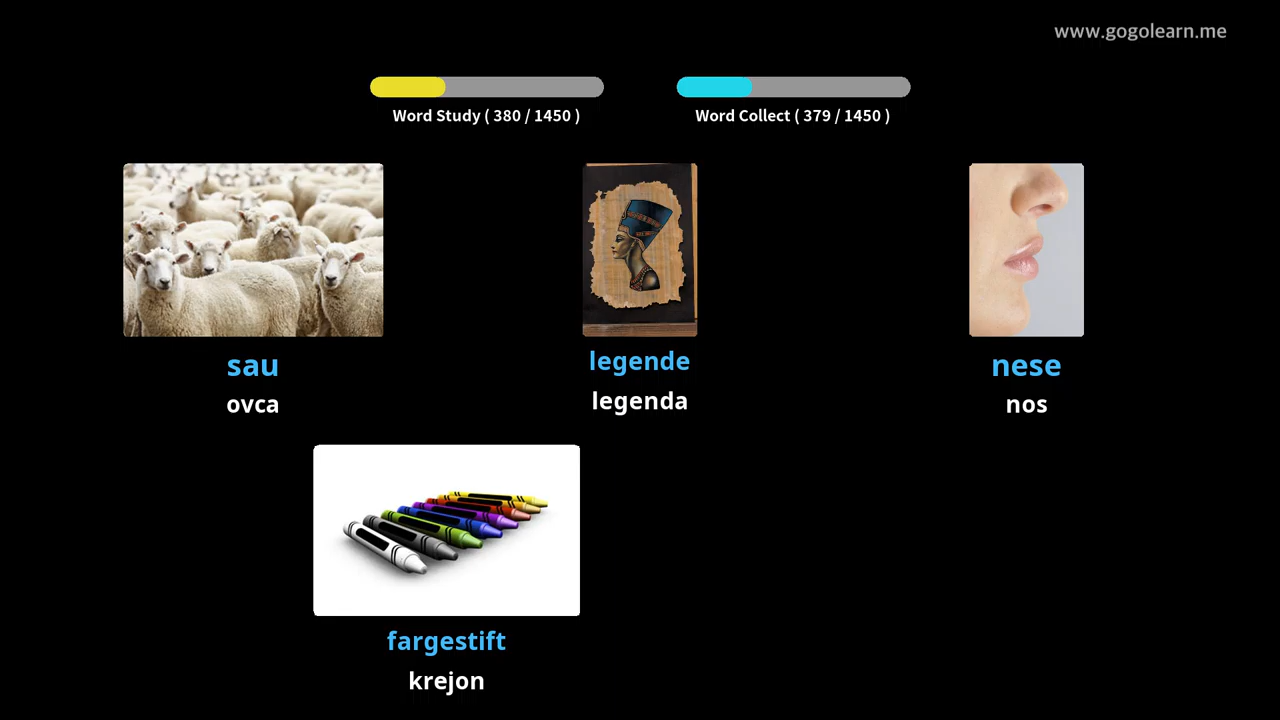 www.gogolearn.me
Word Study ( 380 / 1450 )
Word Collect ( 379 / 1450 )
sau
ovca
legende
legenda
nese
nos
fargestift
krejon